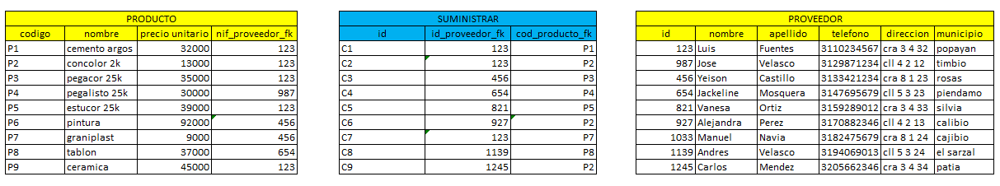 PRODUCTO
codigo nombre precio unitario nif_proveedor_fk
P1 cemento argos 32000 123
P2 concolor 2k 13000 123
P3 pegacor 25k 35000 123
P4 pegalisto 25k 30000 987
P5 estucor 25k 39000 123
P6 pintura 92000 456
P7 graniplast 9000 456
P8 tablon 37000 654
P9 ceramica 45000 123
SUMINISTRAR
id id_proveedor_fk cod_producto_fk
C1 123 P1
C2 123 P2
C3 456 P3
C4 654 P4
C5 821 P5
C6 927 P2
C7 123 P7
C8 1139 P8
C9 1245 P2
PROVEEDOR
id nombre apellido telefono direccion municipio
123 Luis Fuentes 3110234567 cra 3 4 32 popayan
987 Jose Velasco 3129871234 cll 4 2 12 timbio
456 Yeison Castillo 3133421234 cra 8 1 23 rosas
654 Jackeline Mosquera 3147695679 cll 5 3 23 piendamo
821 Vanesa Ortiz 3159289012 cra 3 4 33 silvia
927 Alejandra Perez 3170882346 cll 4 2 13 calibio
1033 Manuel Navia 3182475679 cra 8 1 24 cajibio
1139 Andres Velasco 3194069013 cll 5 3 24 el sarzal
1245 Carlos Mendez 3205662346 cra 3 4 34 patia